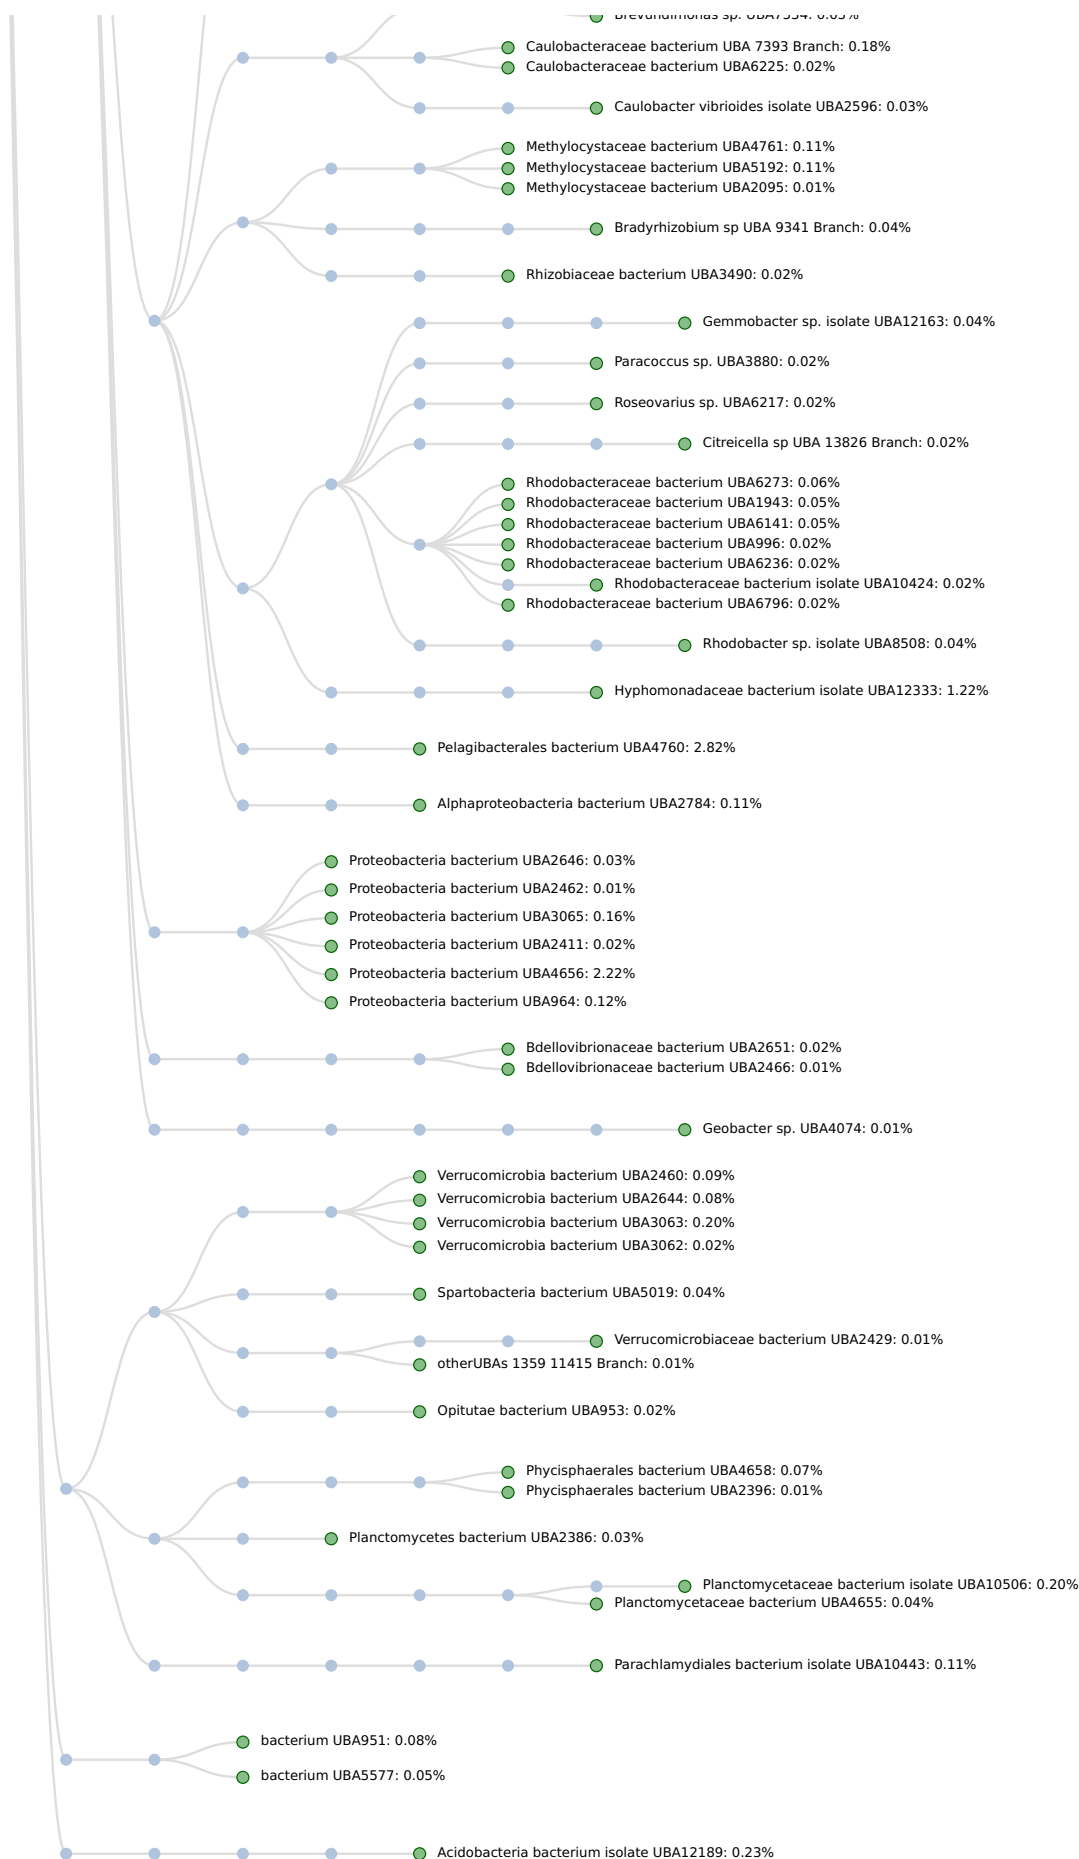 Brevundimonas sp. UBA7534: 0.03%
Caulobacteraceae bacterium UBA 7393 Branch: 0.18%
Caulobacteraceae bacterium UBA6225: 0.02%
Caulobacter vibrioides isolate UBA2596: 0.03%
Methylocystaceae bacterium UBA4761: 0.11%
Methylocystaceae bacterium UBA5192: 0.11%
Methylocystaceae bacterium UBA2095: 0.01%
Bradyrhizobium sp UBA 9341 Branch: 0.04%
Rhizobiaceae bacterium UBA3490: 0.02%
Gemmobacter sp. isolate UBA12163: 0.04%
Paracoccus sp. UBA3880: 0.02%
Roseovarius sp. UBA6217: 0.02%
Citreicella sp UBA 13826 Branch: 0.02%
Rhodobacteraceae bacterium UBA6273: 0.06%
Rhodobacteraceae bacterium UBA1943: 0.05%
Rhodobacteraceae bacterium UBA6141: 0.05%
Rhodobacteraceae bacterium UBA996: 0.02%
Rhodobacteraceae bacterium UBA6236: 0.02%
Rhodobacteraceae bacterium isolate UBA10424: 0.02%
Rhodobacteraceae bacterium UBA6796: 0.02%
Rhodobacter sp. isolate UBA8508: 0.04%
Hyphomonadaceae bacterium isolate UBA12333: 1.22%
Pelagibacterales bacterium UBA4760: 2.82%
Alphaproteobacteria bacterium UBA2784: 0.11%
Proteobacteria bacterium UBA2646: 0.03%
Proteobacteria bacterium UBA2462: 0.01%
Proteobacteria bacterium UBA3065: 0.16%
Proteobacteria bacterium UBA2411: 0.02%
Proteobacteria bacterium UBA4656: 2.22%
Proteobacteria bacterium UBA964: 0.12%
Bdellovibrionaceae bacterium UBA2651: 0.02%
Bdellovibrionaceae bacterium UBA2466: 0.01%
Geobacter sp. UBA4074: 0.01%
Verrucomicrobia bacterium UBA2460: 0.09%
Verrucomicrobia bacterium UBA2644: 0.08%
Verrucomicrobia bacterium UBA3063: 0.20%
Verrucomicrobia bacterium UBA3062: 0.02%
Spartobacteria bacterium UBA5019: 0.04%
Verrucomicrobiaceae bacterium UBA2429: 0.01%
otherUBAs 1359 11415 Branch: 0.01%
Opitutae bacterium UBA953: 0.02%
Phycisphaerales bacterium UBA4658: 0.07%
Phycisphaerales bacterium UBA2396: 0.01%
Planctomycetes bacterium UBA2386: 0.03%
Planctomycetaceae bacterium isolate UBA10506: 0.20%
Planctomycetaceae bacterium UBA4655: 0.04%
Parachlamydiales bacterium isolate UBA10443: 0.11%
bacterium UBA951: 0.08%
bacterium UBA5577: 0.05%
Acidobacteria bacterium isolate UBA12189: 0.23%